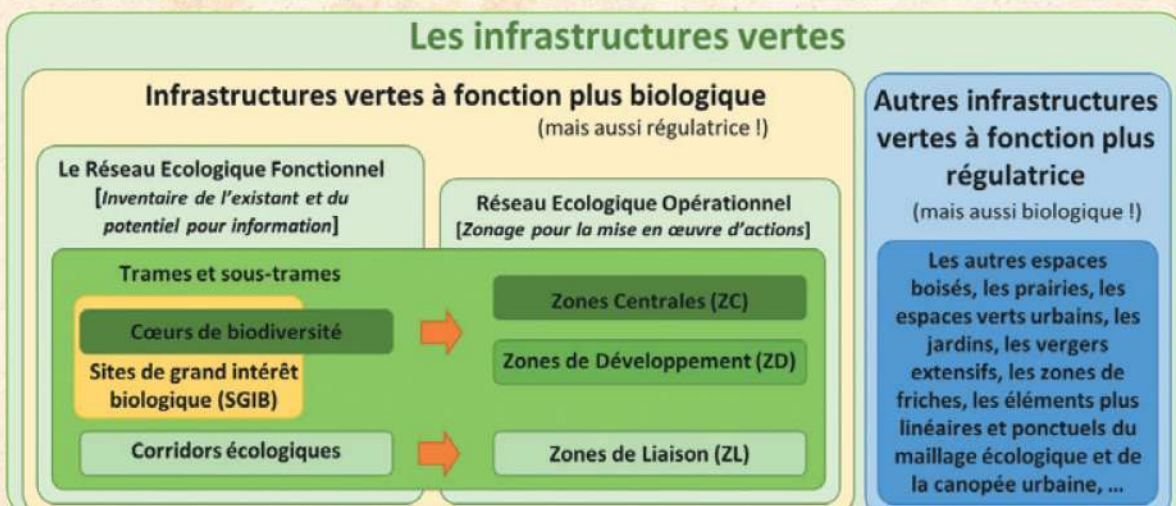 Les infrastructures vertes
Infrastructures vertes à fonction plus biologique
(mais aussi régulatrice !)
Le Réseau Ecologique Fonctionnel
[Inventaire de l'existant et du
potentiel pour information]
Réseau Ecologique Opérationnel
[Zonage pour la mise en œuvre d'actions]
Trames et sous-trames
Cœurs de biodiversité
Sites de grand intérêt
biologique (SGIB)
Corridors écologiques
Zones Centrales (ZC)
Zones de Développement (ZD)
Zones de Liaison (ZL)
Autres infrastructures
vertes à fonction plus
régulatrice
(mais aussi biologique !)
Les autres espaces
boisés, les prairies, les
espaces verts urbains, les
jardins, les vergers
extensifs, les zones de
friches, les éléments plus
linéaires et ponctuels du
maillage écologique et de
la canopée urbaine, ...